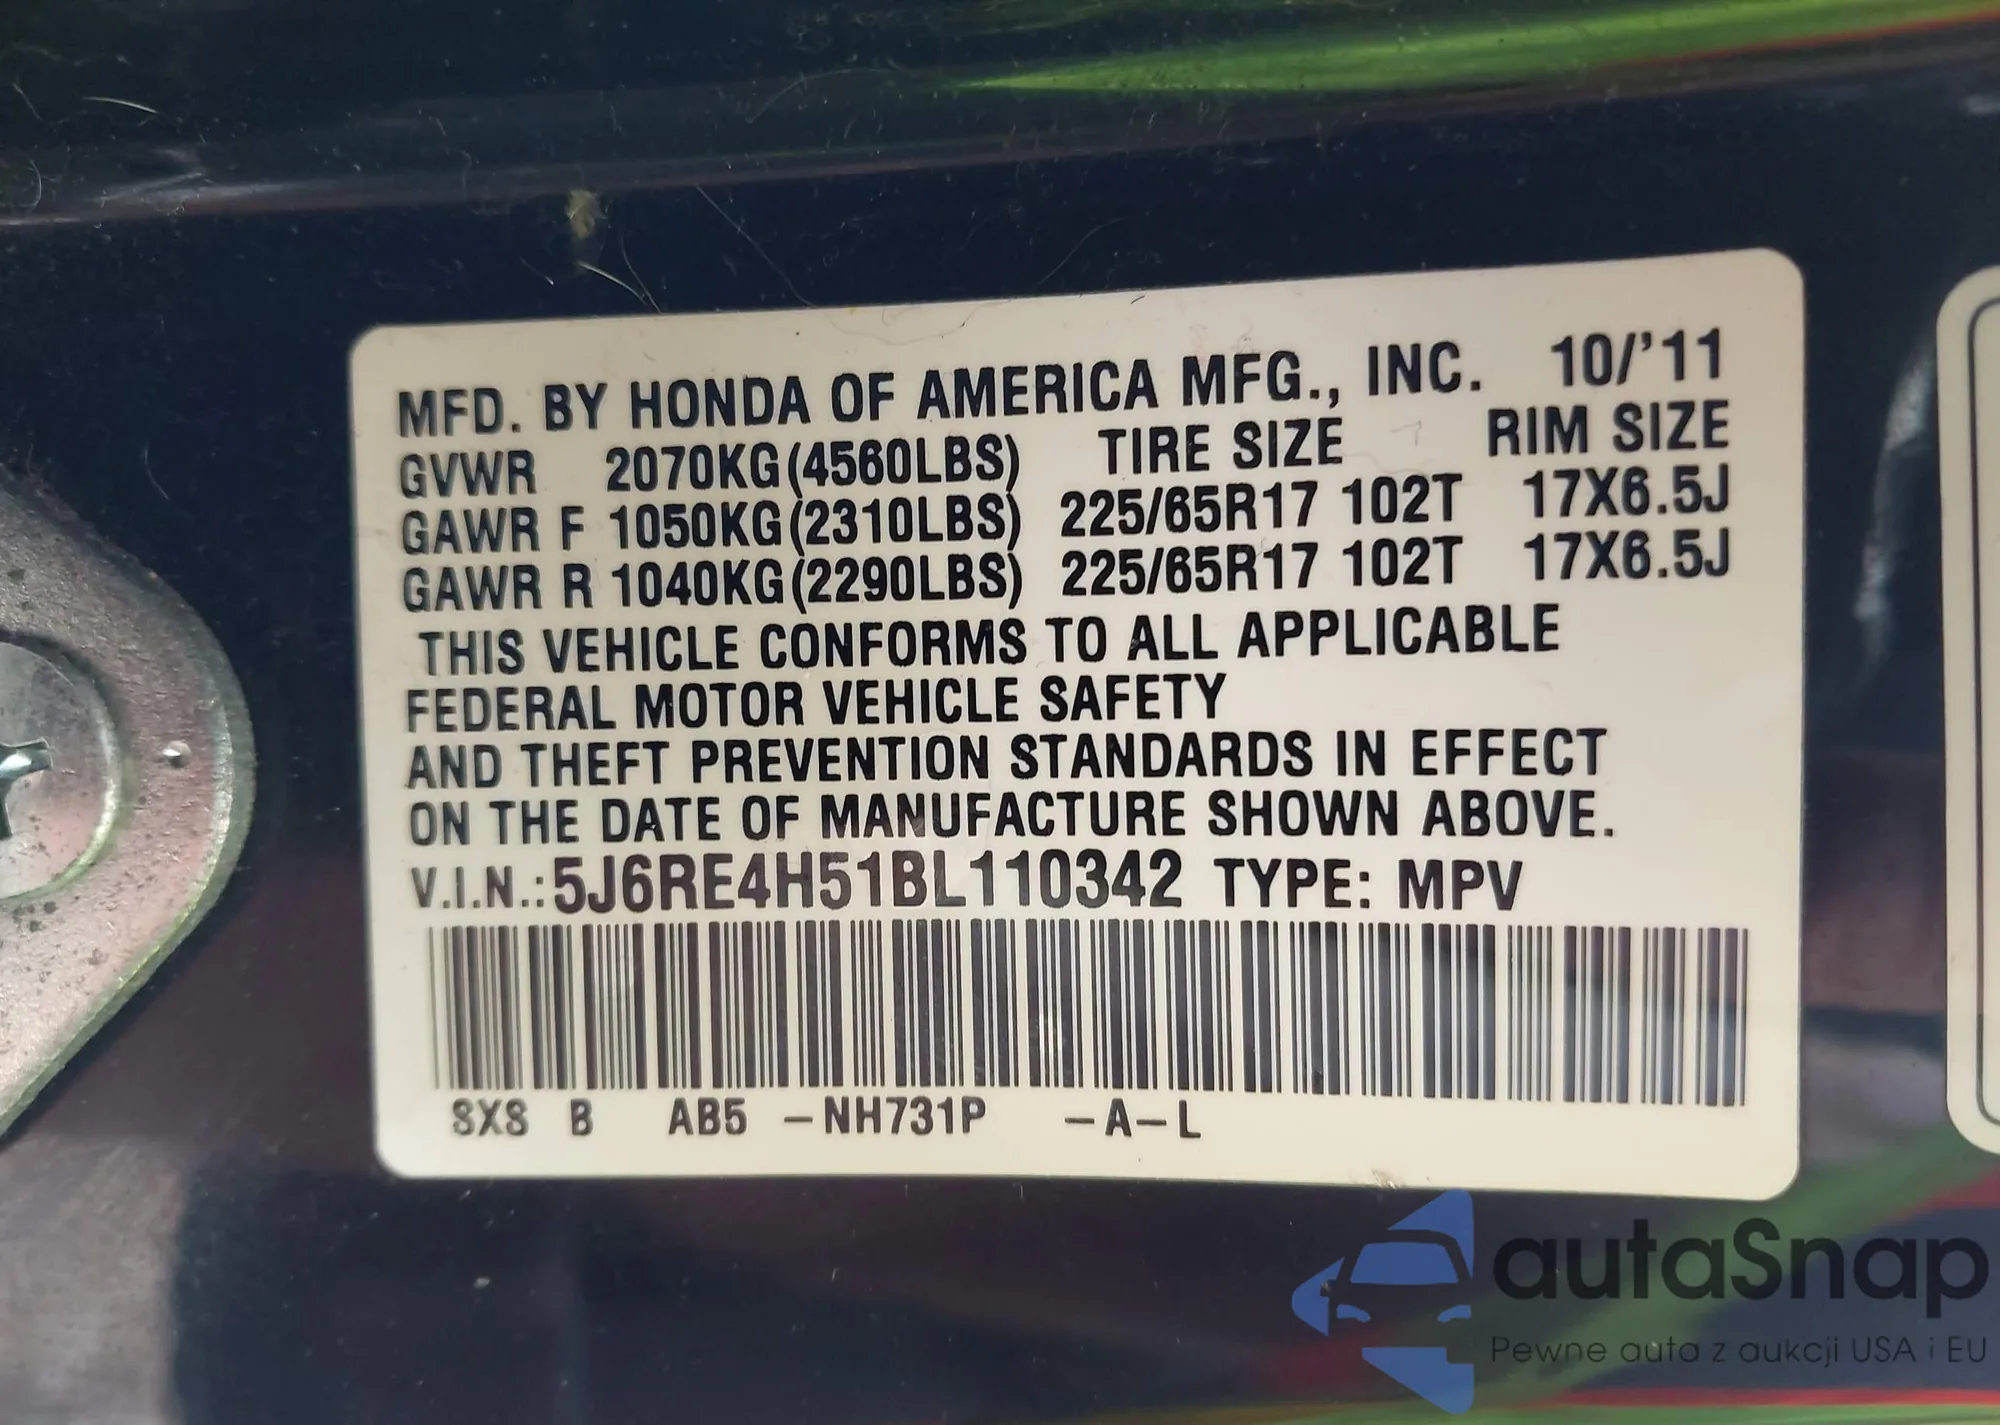 MFD. BY HONDA OF AMERICA MFG., INC. 10/'11
GVWR 2070KG(4560LBS) TIRE SIZE RIM SIZE
GAWR F 1050KG(2310LBS) 225/65R17 102T 17X6.5J
GAWR R 1040KG(2290LBS) 225/65R17 102T 17X6.5J
THIS VEHICLE CONFORMS TO ALL APPLICABLE
FEDERAL MOTOR VEHICLE SAFETY
AND THEFT PREVENTION STANDARDS IN EFFECT
ON THE DATE OF MANUFACTURE SHOWN ABOVE.
V.I.N.:5J6RE4H51BL110342 TYPE: MPV
SXS B AB5 -NH731P -A-L
autaSnap
Pewne auta z aukcji USA i EU